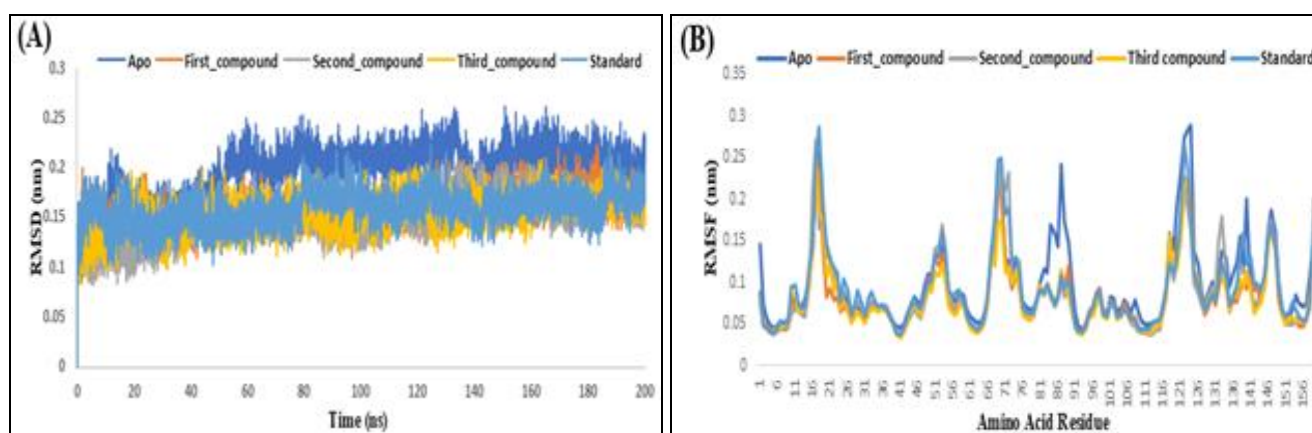 (A)
Apo First_compound Second_compound Third_compound Standard
0.3
0.25
0.2
0.15
0.1
0.05
0
RMSD (nm)
0 20 40 60 80 100 120 140 160 180 200
Time (ns)
(B)
Apo First_compound Second_compound Third compound Standard
0.35
0.3
0.25
0.2
0.15
0.1
0.05
0
RMSF (nm)
1 6 11 16 21 26 31 36 41 46 51 56 61 66 71 76 81 86 91 96 101 106 111 116 121 126 131 136 141 146 151 156
Amino Acid Residue